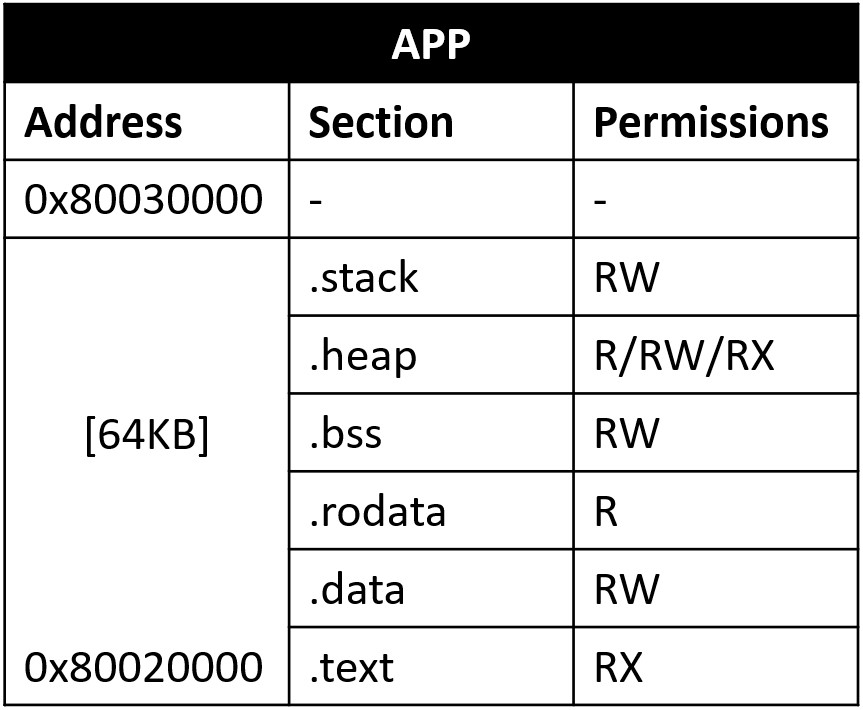 APP
Address Section Permissions
0x80030000 - -
.stack RW
.heap R/RW/RX
[64KB] .bss RW
.rodata R
.data RW
0x80020000 .text RX